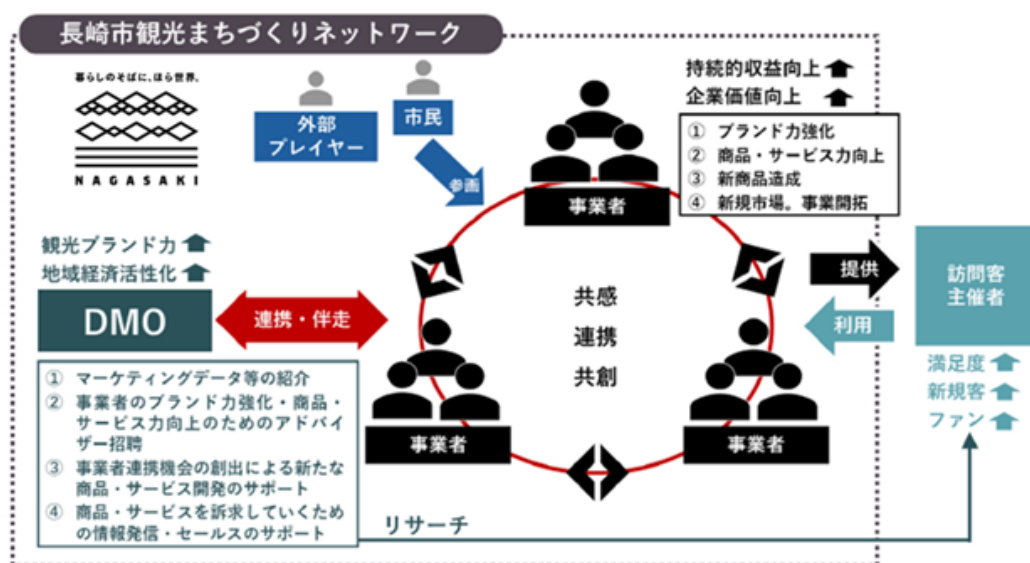 長崎市観光まちづくりネットワーク
暮らしのそばに、ほら世界。
NAGASAKI
外部
プレイヤー
市民
参画
事業者
持続的収益向上
企業価値向上
① ブランド力強化
② 商品・サービス力向上
③ 新商品造成
④ 新規市場。事業開拓
観光ブランド力
地域経済活性化
DMO
連携・伴走
共感
連携
共創
提供
利用
訪問客
主催者
満足度
新規客
ファン
事業者
事業者
① マーケティングデータ等の紹介
② 事業者のブランド力強化・商品・
サービス力向上のためのアドバイ
ザー招聘
③ 事業者連携機会の創出による新たな
商品・サービス開発のサポート
④ 商品・サービスを訴求していくため
の情報発信・セールスのサポート
リサーチ